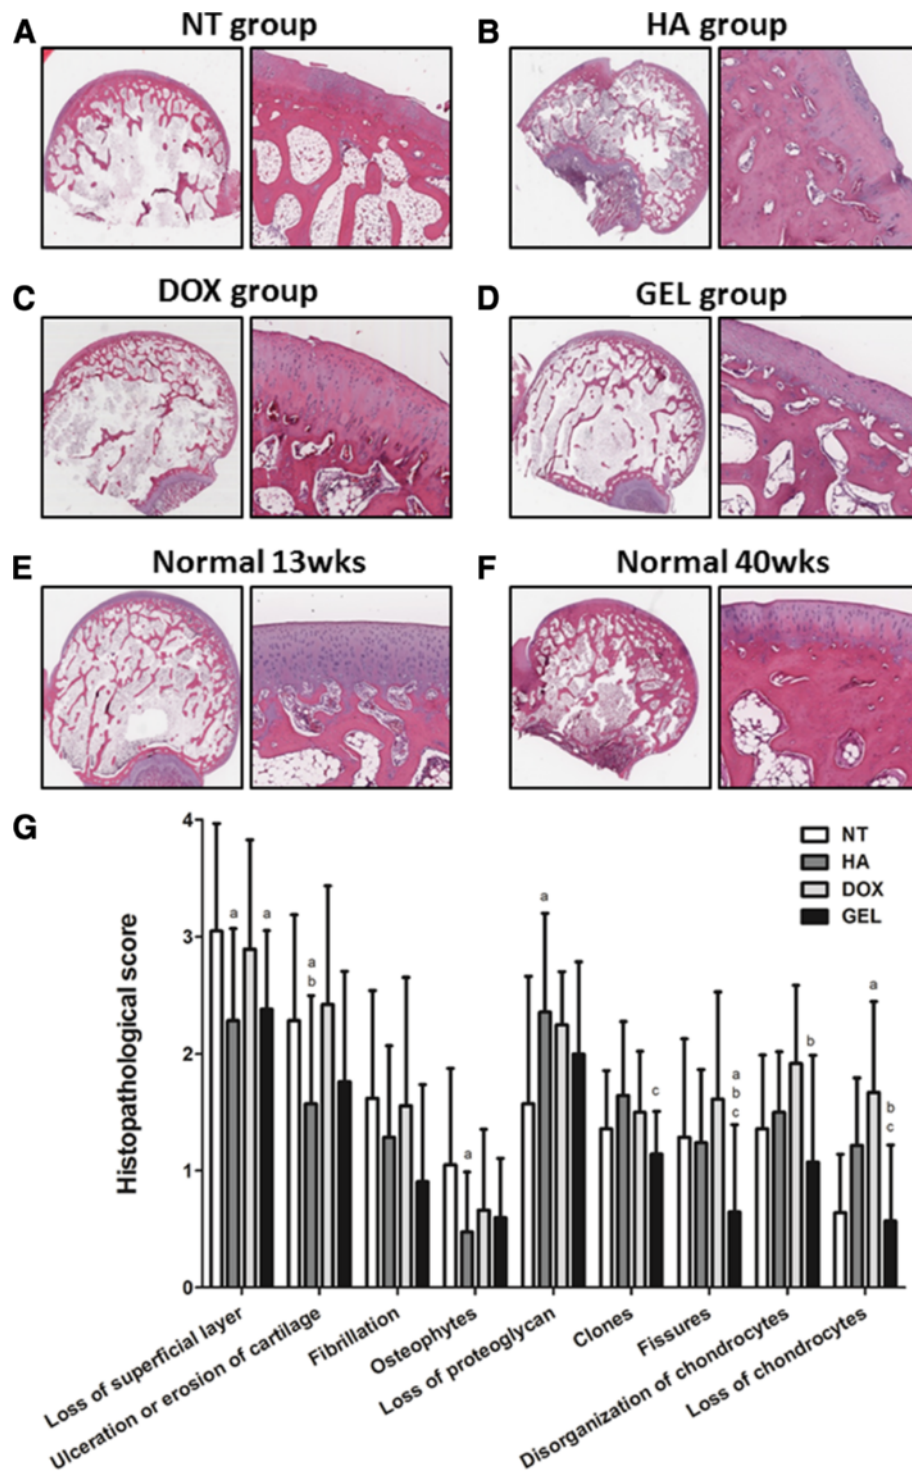 A NT group
B HA group
C DOX group
D GEL group
E Normal 13wks
F Normal 40wks
G
Histopathological score
4
3
2
1
0
NT
HA
DOX
GEL
a
a
a
b
a
a
c
a
b
c
b
a
b
c
Loss of superficial layer
Ulceration or erosion of cartilage
Fibrillation
Osteophytes
Loss of proteoglycan
Clones
Fissures
Disorganization of chondrocytes
Loss of chondrocytes